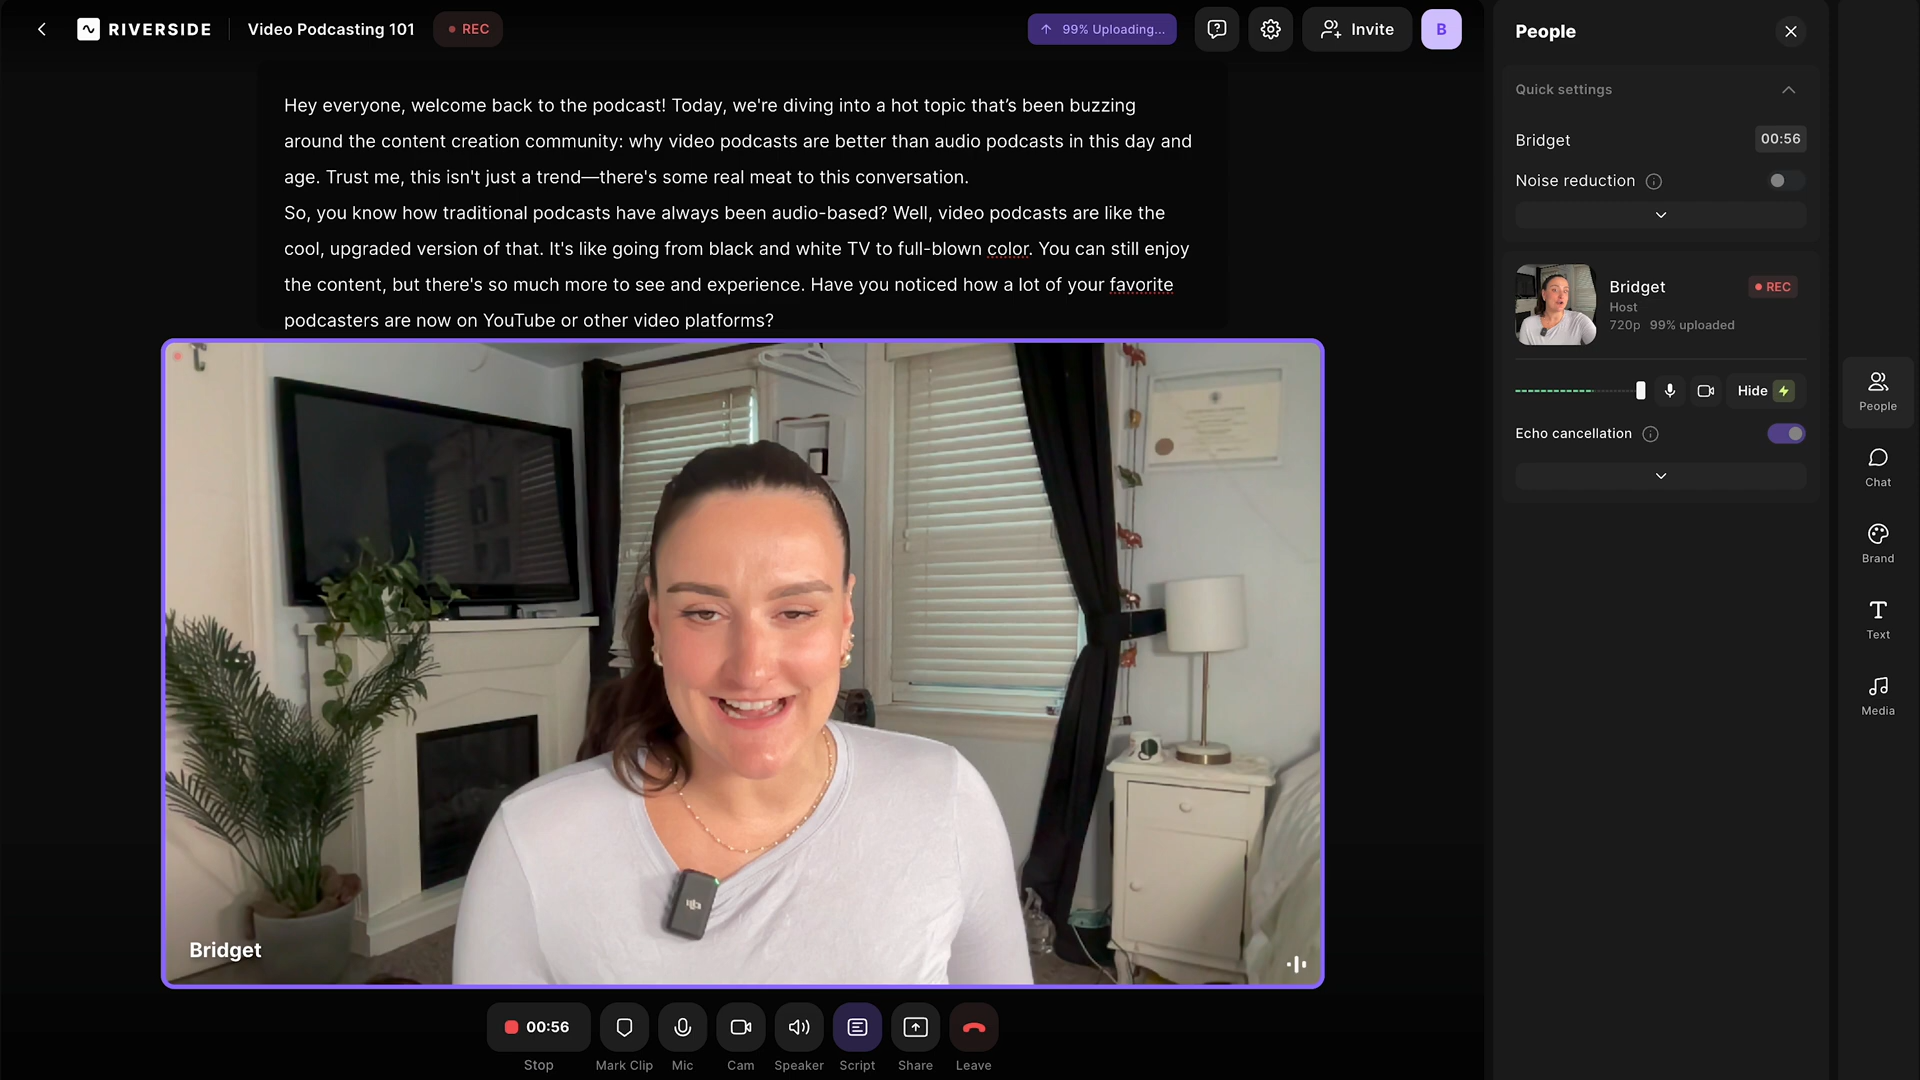 RIVERSIDE
Video Podcasting 101
REC
99% Uploading...
Invite
B
Hey everyone, welcome back to the podcast! Today, we're diving into a hot topic that’s been buzzing
around the content creation community: why video podcasts are better than audio podcasts in this day and
age. Trust me, this isn't just a trend—there's some real meat to this conversation.
So, you know how traditional podcasts have always been audio-based? Well, video podcasts are like the
cool, upgraded version of that. It's like going from black and white TV to full-blown color. You can still enjoy
the content, but there's so much more to see and experience. Have you noticed how a lot of your favorite
podcasters are now on YouTube or other video platforms?
Bridget
00:56
Stop
Mark Clip
Mic
Cam
Speaker
Script
Share
Leave
People
Quick settings
Bridget
00:56
Noise reduction
Bridget
REC
Host
720p 99% uploaded
Hide
Echo cancellation
People
Chat
Brand
Text
Media